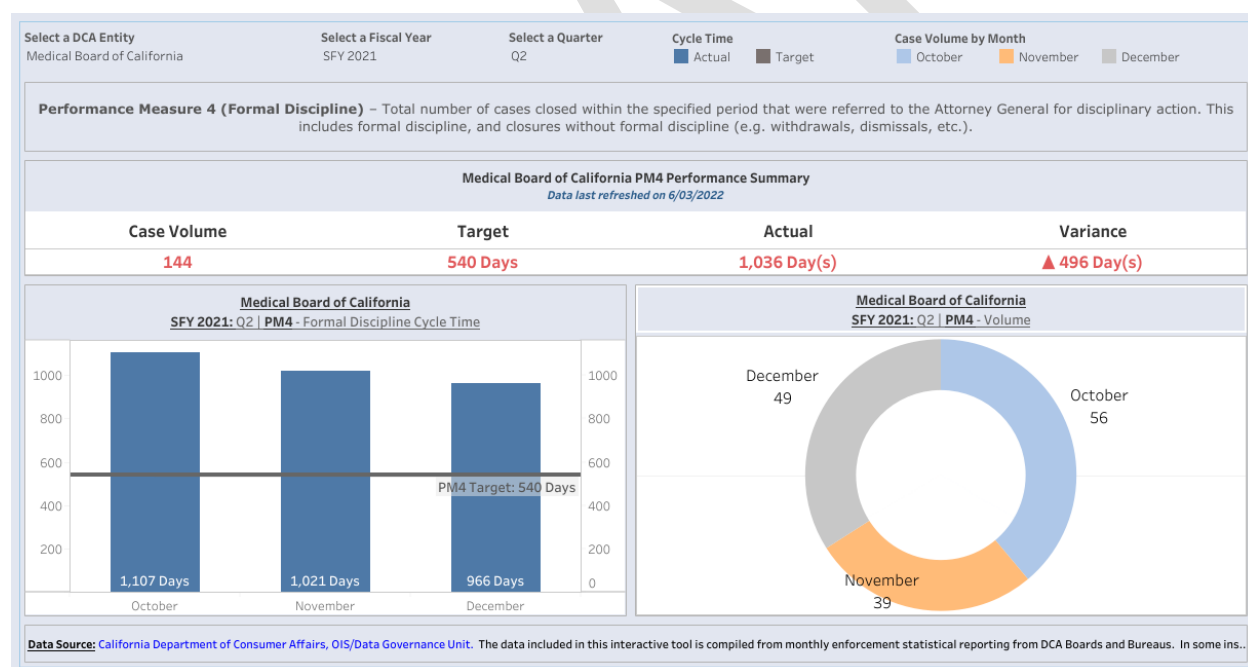 Select a DCA Entity
Select a Fiscal Year
Select a Quarter
Cycle Time
Case Volume by Month
Medical Board of California
SFY 2021
Q2
Actual
Target
October
November
December
Performance Measure 4 (Formal Discipline) – Total number of cases closed within the specified period that were referred to the Attorney General for disciplinary action. This
includes formal discipline, and closures without formal discipline (e.g. withdrawals, dismissals, etc.).
Medical Board of California PM4 Performance Summary
Data last refreshed on 6/03/2022
Case Volume
Target
Actual
Variance
144
540 Days
1,036 Day(s)
▲ 496 Day(s)
Medical Board of California
SFY 2021: Q2 | PM4 - Formal Discipline Cycle Time
1000
800
600
400
200
1000
800
600
400
200
0
PM4 Target: 540 Days
1,107 Days
1,021 Days
966 Days
October
November
December
Medical Board of California
SFY 2021: Q2 | PM4 - Volume
December
49
October
56
November
39
Data Source: California Department of Consumer Affairs, OIS/Data Governance Unit. The data included in this interactive tool is compiled from monthly enforcement statistical reporting from DCA Boards and Bureaus. In some ins..